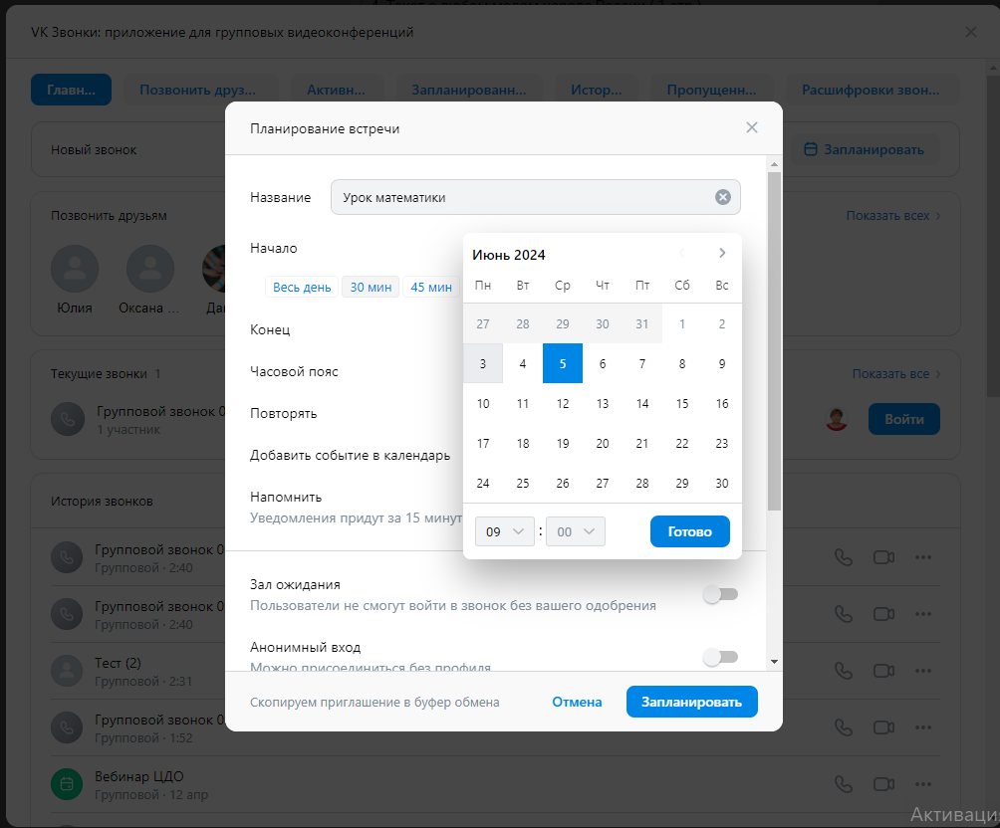 VK Звонки: приложение для групповых видеоконференций
Главн...
Позвонить друз...
Активн...
Запланированн...
Истор...
Пропущенн...
Расшифровки звон...
Новый звонок
Запланировать
Позвонить друзьям
Показать всех
Юлия
Оксана ...
Текущие звонки 1
Показать все
Групповой звонок 0
1 участник
Войти
История звонков
Групповой звонок 0
Групповой · 2:40
Групповой звонок 0
Групповой · 2:40
Тест (2)
Групповой · 2:31
Групповой звонок 0
Групповой · 1:52
Вебинар ЦДО
Групповой · 12 апр
Планирование встречи
Название
Урок математики
Начало
Весь день
30 мин
45 мин
Конец
Часовой пояс
Повторять
Добавить событие в календарь
Напомнить
Уведомления придут за 15 минут
Июнь 2024
Пн Вт Ср Чт Пт Сб Вс
27 28 29 30 31 1 2
3 4 5 6 7 8 9
10 11 12 13 14 15 16
17 18 19 20 21 22 23
24 25 26 27 28 29 30
09 : 00
Готово
Зал ожидания
Пользователи не смогут войти в звонок без вашего одобрения
Анонимный вход
Можно присоединиться без профиля
Скопируем приглашение в буфер обмена
Отмена
Запланировать
Активаци